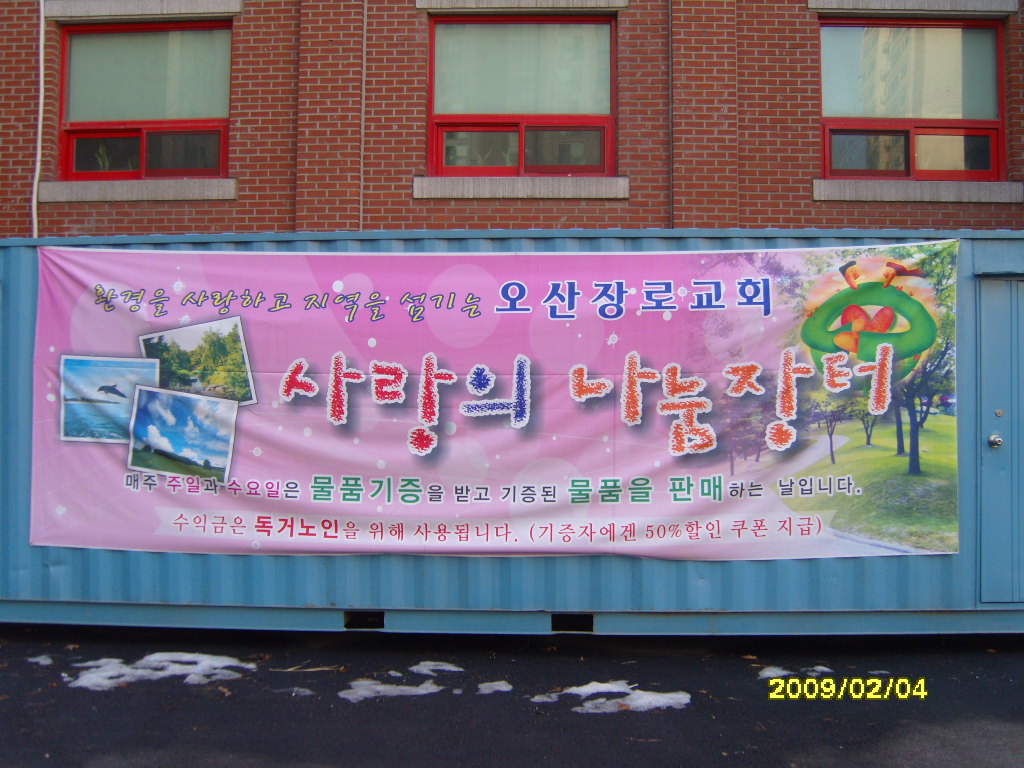 환경을 사랑하고 지역을 섬기는 오산장로교회
사랑의 나눔장터
매주 주일과 수요일은 물품기증을 받고 기증된 물품을 판매하는 날입니다.
수익금은 독거노인을 위해 사용됩니다. (기증자에겐 50%할인 쿠폰 지급)
2009/02/04